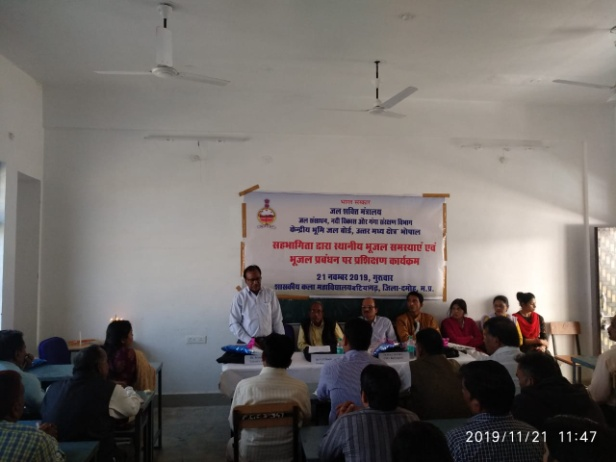 भारत सरकार
जल शक्ति मंत्रालय
जल संसाधन, नदी विकास और गंगा संरक्षण विभाग
केन्द्रीय भूमि जल बोर्ड, उत्तर मध्य क्षेत्र भोपाल
सहभागिता द्वारा स्थानीय भूजल समस्याएं एवं
भूजल प्रबंधन पर प्रशिक्षण कार्यक्रम
21 नवम्बर 2019, गुरुवार
शासकीय कला महाविद्यालय जिला-दमोह, म.प्र.
2019/11/21 11:47